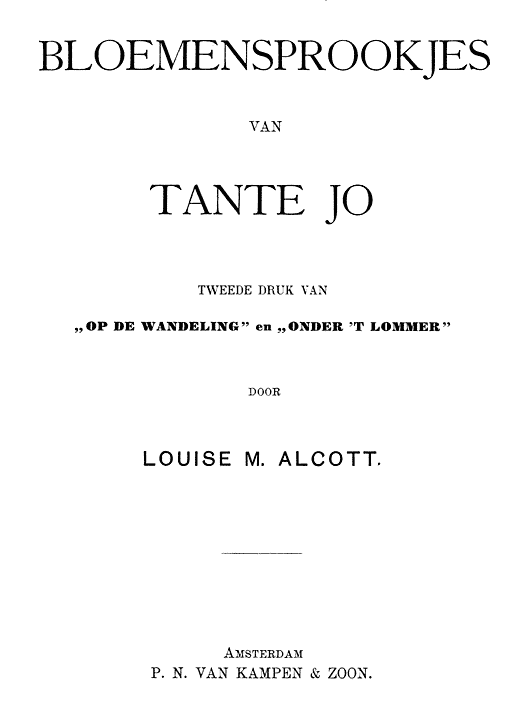 BLOEMENSPROOKJES
VAN
TANTE JO
TWEEDE DRUK VAN
„OP DE WANDELING” en „ONDER ’T LOMMER”
DOOR
LOUISE M. ALCOTT.
AMSTERDAM
P. N. VAN KAMPEN & ZOON.